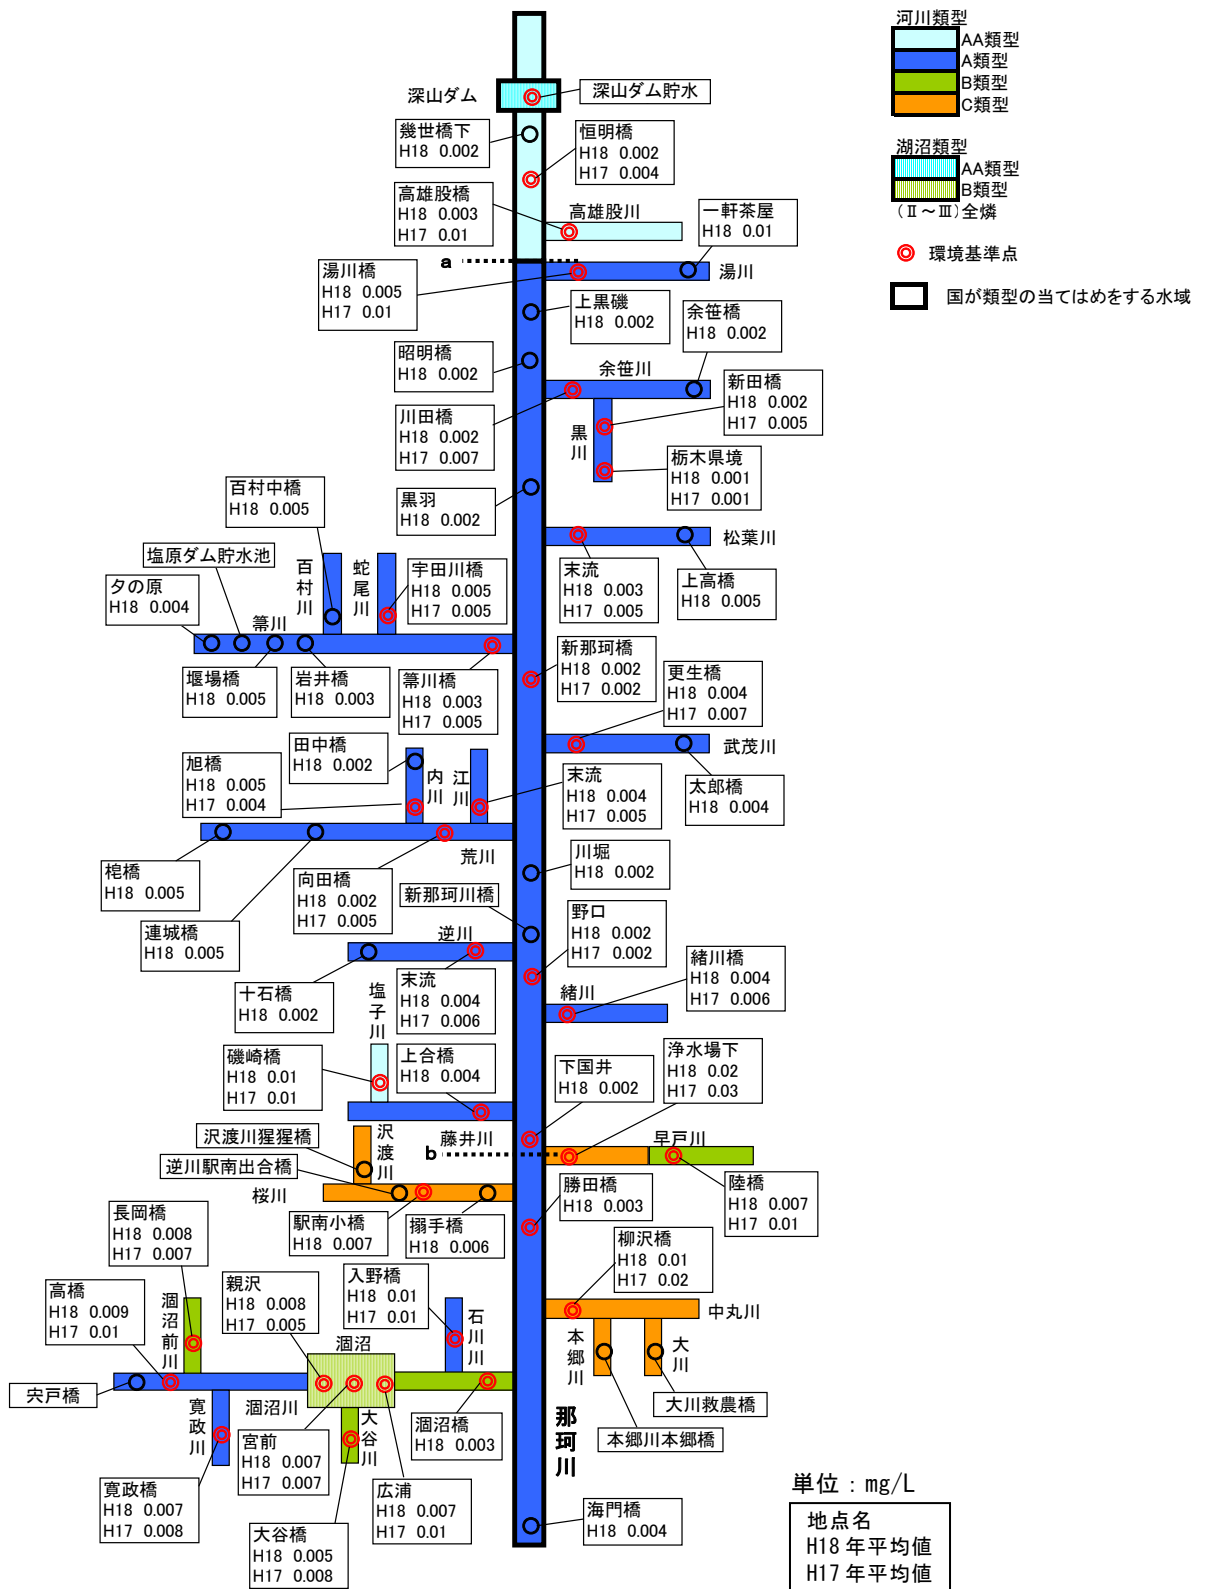 河川類型
AA類型
A類型
B類型
C類型
湖沼類型
AA類型
B類型
(Ⅱ～Ⅲ)全燐
環境基準点
国が類型の当てはめをする水域
深山ダム
深山ダム貯水
幾世橋下
H18 0.002
恒明橋
H18 0.002
H17 0.004
高雄股橋
H18 0.003
H17 0.01
高雄股川
一軒茶屋
H18 0.01
a
湯川橋
H18 0.005
H17 0.01
湯川
上黒磯
H18 0.002
余笹橋
H18 0.002
昭明橋
H18 0.002
余笹川
新田橋
H18 0.002
H17 0.005
川田橋
H18 0.002
H17 0.007
黒川
栃木県境
H18 0.001
H17 0.001
百村中橋
H18 0.005
黒羽
H18 0.002
松葉川
塩原ダム貯水池
百村川
蛇尾川
宇田川橋
H18 0.005
H17 0.005
末流
H18 0.003
H17 0.005
上高橋
H18 0.005
夕の原
H18 0.004
箒川
堰場橋
H18 0.005
岩井橋
H18 0.003
箒川橋
H18 0.003
H17 0.005
新那珂橋
H18 0.002
H17 0.002
更生橋
H18 0.004
H17 0.007
武茂川
太郎橋
H18 0.004
田中橋
H18 0.002
旭橋
H18 0.005
H17 0.004
内川
江川
末流
H18 0.004
H17 0.005
荒川
川堀
H18 0.002
H18 0.005
連城橋
H18 0.005
向田橋
H18 0.002
H17 0.005
新那珂川橋
野口
H18 0.002
H17 0.002
逆川
十石橋
H18 0.002
末流
H18 0.004
H17 0.006
緒川
緒川橋
H18 0.004
H17 0.006
塩子川
磯崎橋
H18 0.01
H17 0.01
上合橋
H18 0.004
下国井
H18 0.002
浄水場下
H18 0.02
H17 0.03
藤井川
早戸川
b
沢渡川猩猩橋
沢渡川
逆川駅南出合橋
桜川
陸橋
H18 0.007
H17 0.01
勝田橋
H18 0.003
駅南小橋
H18 0.007
搦手橋
H18 0.006
長岡橋
H18 0.008
H17 0.007
柳沢橋
H18 0.01
H17 0.02
中丸川
高橋
H18 0.009
H17 0.01
涸沼前川
親沢
H18 0.008
H17 0.005
入野橋
H18 0.01
H17 0.01
石川川
涸沼
本郷川
大川
宍戸橋
涸沼川
寛政川
大谷川
涸沼橋
H18 0.003
大川救農橋
本郷川本郷橋
那珂川
宮前
H18 0.007
H17 0.007
寛政橋
H18 0.007
H17 0.008
広浦
H18 0.007
H17 0.01
大谷橋
H18 0.005
H17 0.008
海門橋
H18 0.004
単位：mg/L
地点名
H18年平均値
H17年平均値